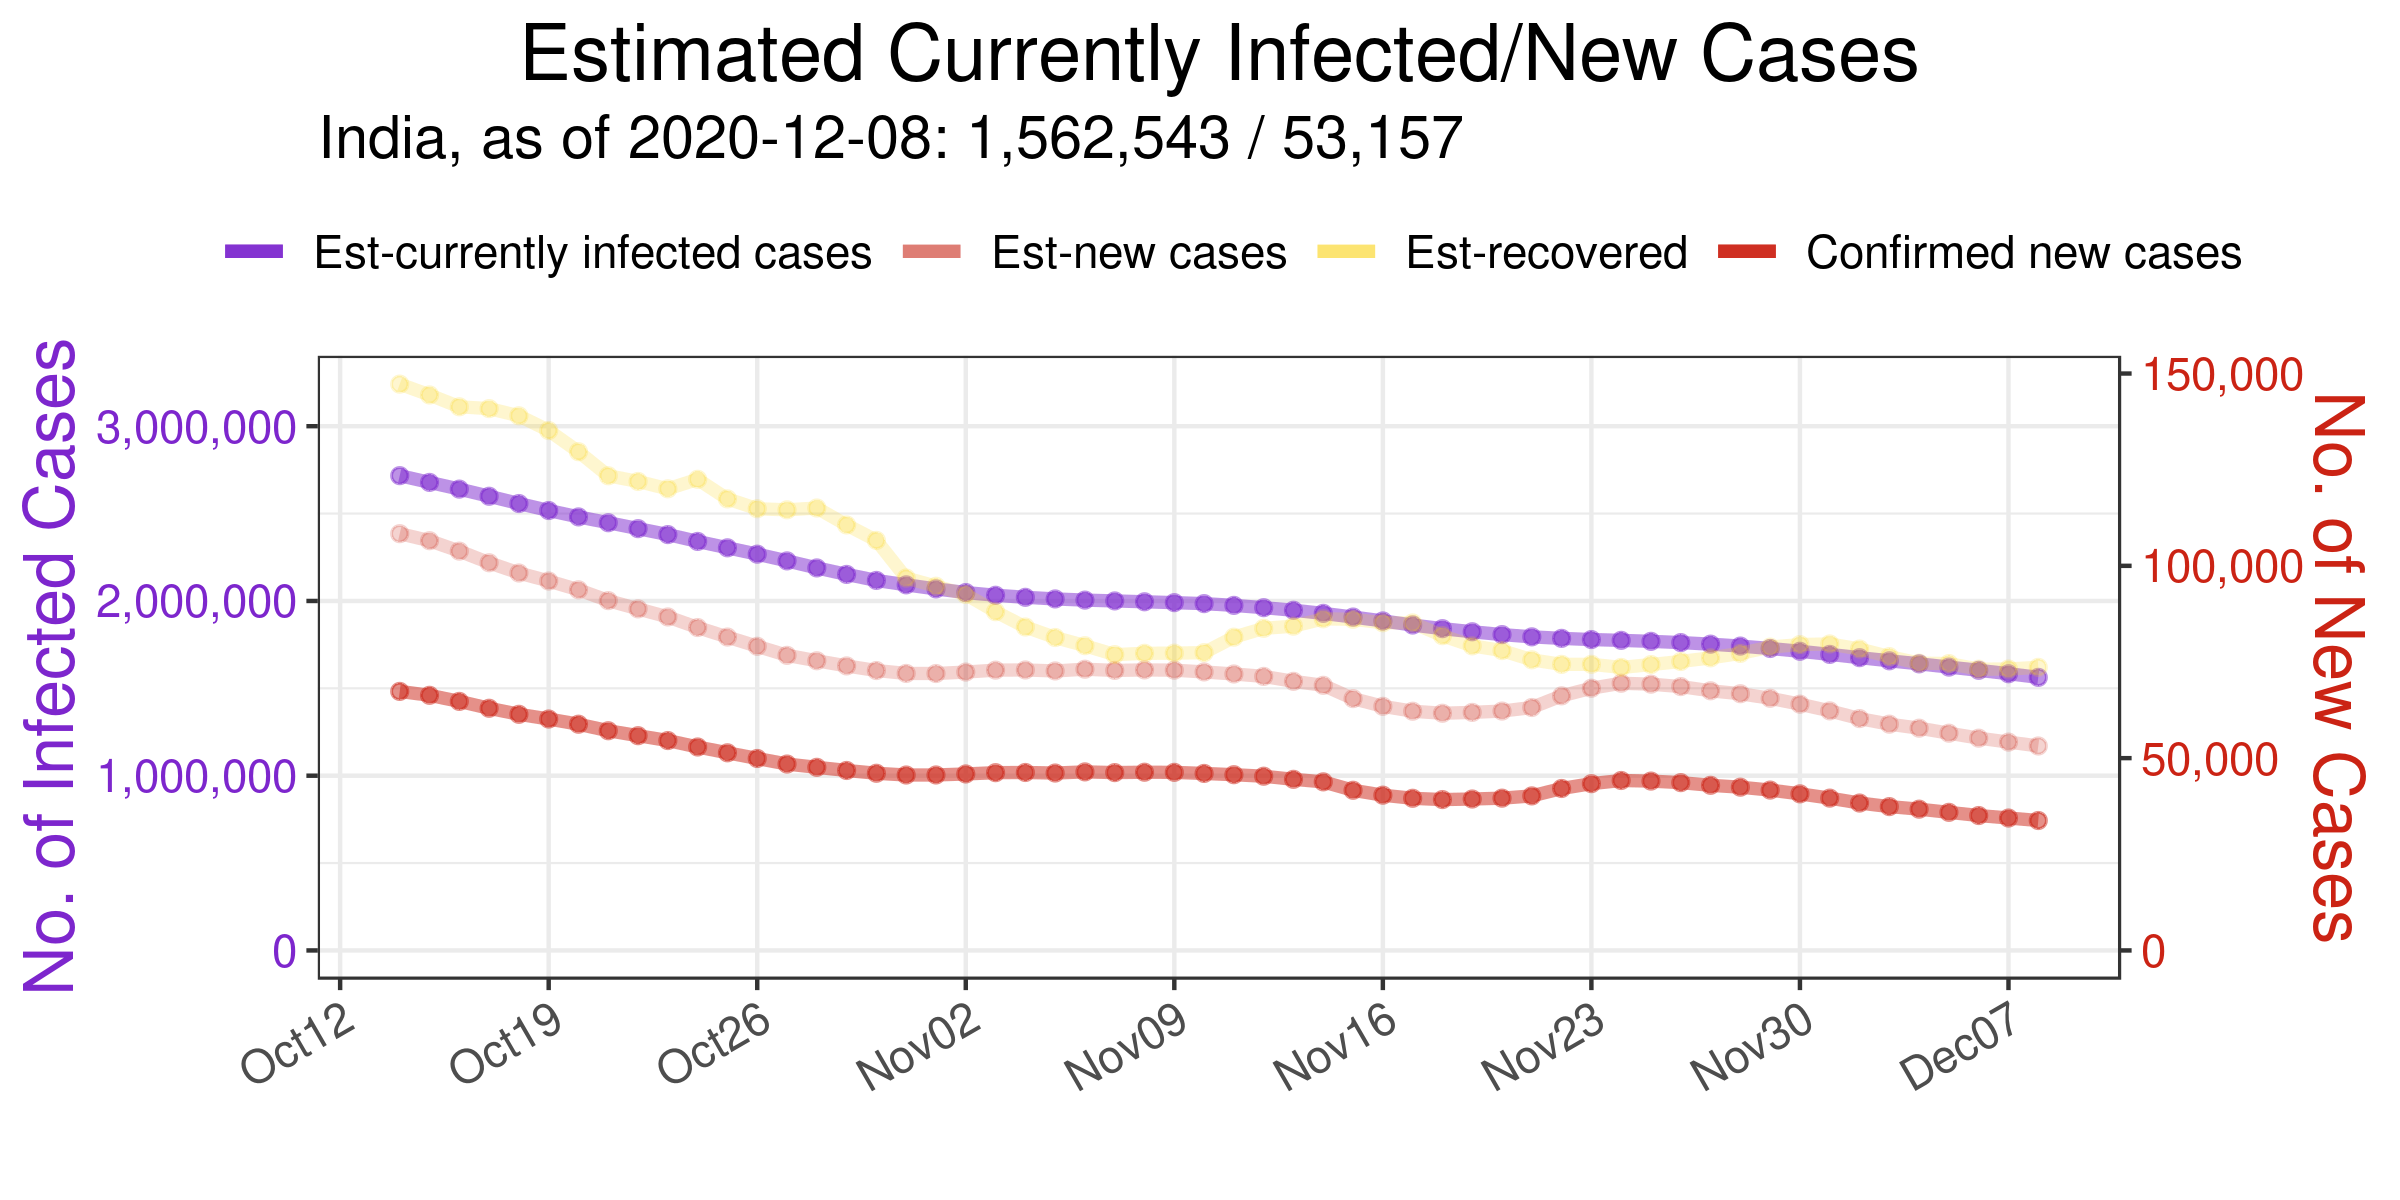 Estimated Currently Infected/New Cases
India, as of 2020-12-08: 1,562,543 / 53,157
Est-currently infected cases Est-new cases Est-recovered Confirmed new cases
No. of Infected Cases
3,000,000
2,000,000
1,000,000
0
150,000
100,000
50,000
0
No. of New Cases
Oct12 Oct19 Oct26 Nov02 Nov09 Nov16 Nov23 Nov30 Dec07